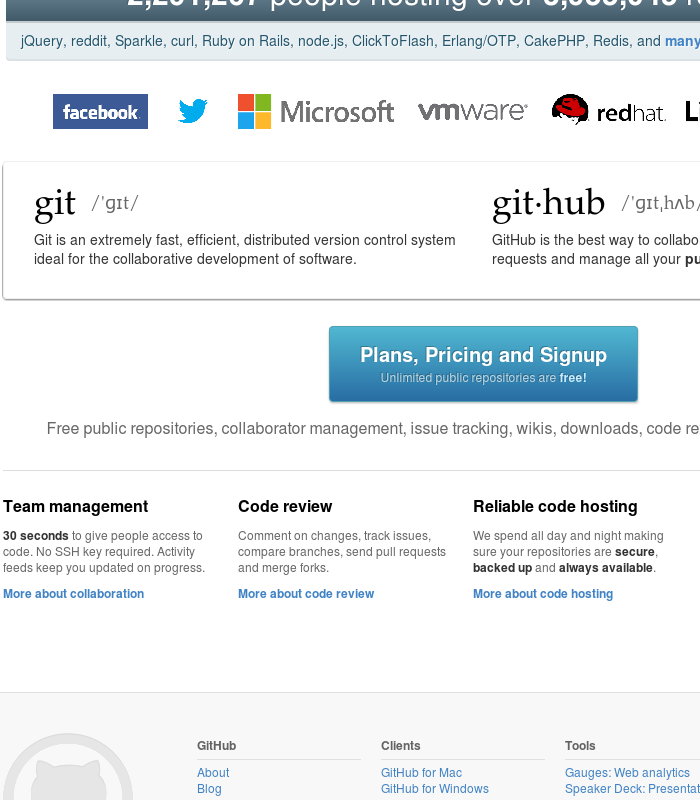 people hosting over
jQuery, reddit, Sparkle, curl, Ruby on Rails, node.js, ClickToFlash, Erlang/OTP, CakePHP, Redis, and many
facebook Microsoft vmware redhat.
git /ˈgɪt/ git·hub /ˈgɪtˌhʌb/
Git is an extremely fast, efficient, distributed version control system
ideal for the collaborative development of software.
GitHub is the best way to
requests and manage all your
Plans, Pricing and Signup
Unlimited public repositories are free!
Free public repositories, collaborator management, issue tracking, wikis, downloads, code
Team management
30 seconds to give people access to
code. No SSH key required. Activity
feeds keep you updated on progress.
More about collaboration
Code review
Comment on changes, track issues,
compare branches, send pull requests
and merge forks.
More about code review
Reliable code hosting
We spend all day and night making
sure your repositories are secure,
backed up and always available.
More about code hosting
GitHub
About
Blog
Clients
GitHub for Mac
GitHub for Windows
Tools
Gauges: Web analytics
Speaker Deck: